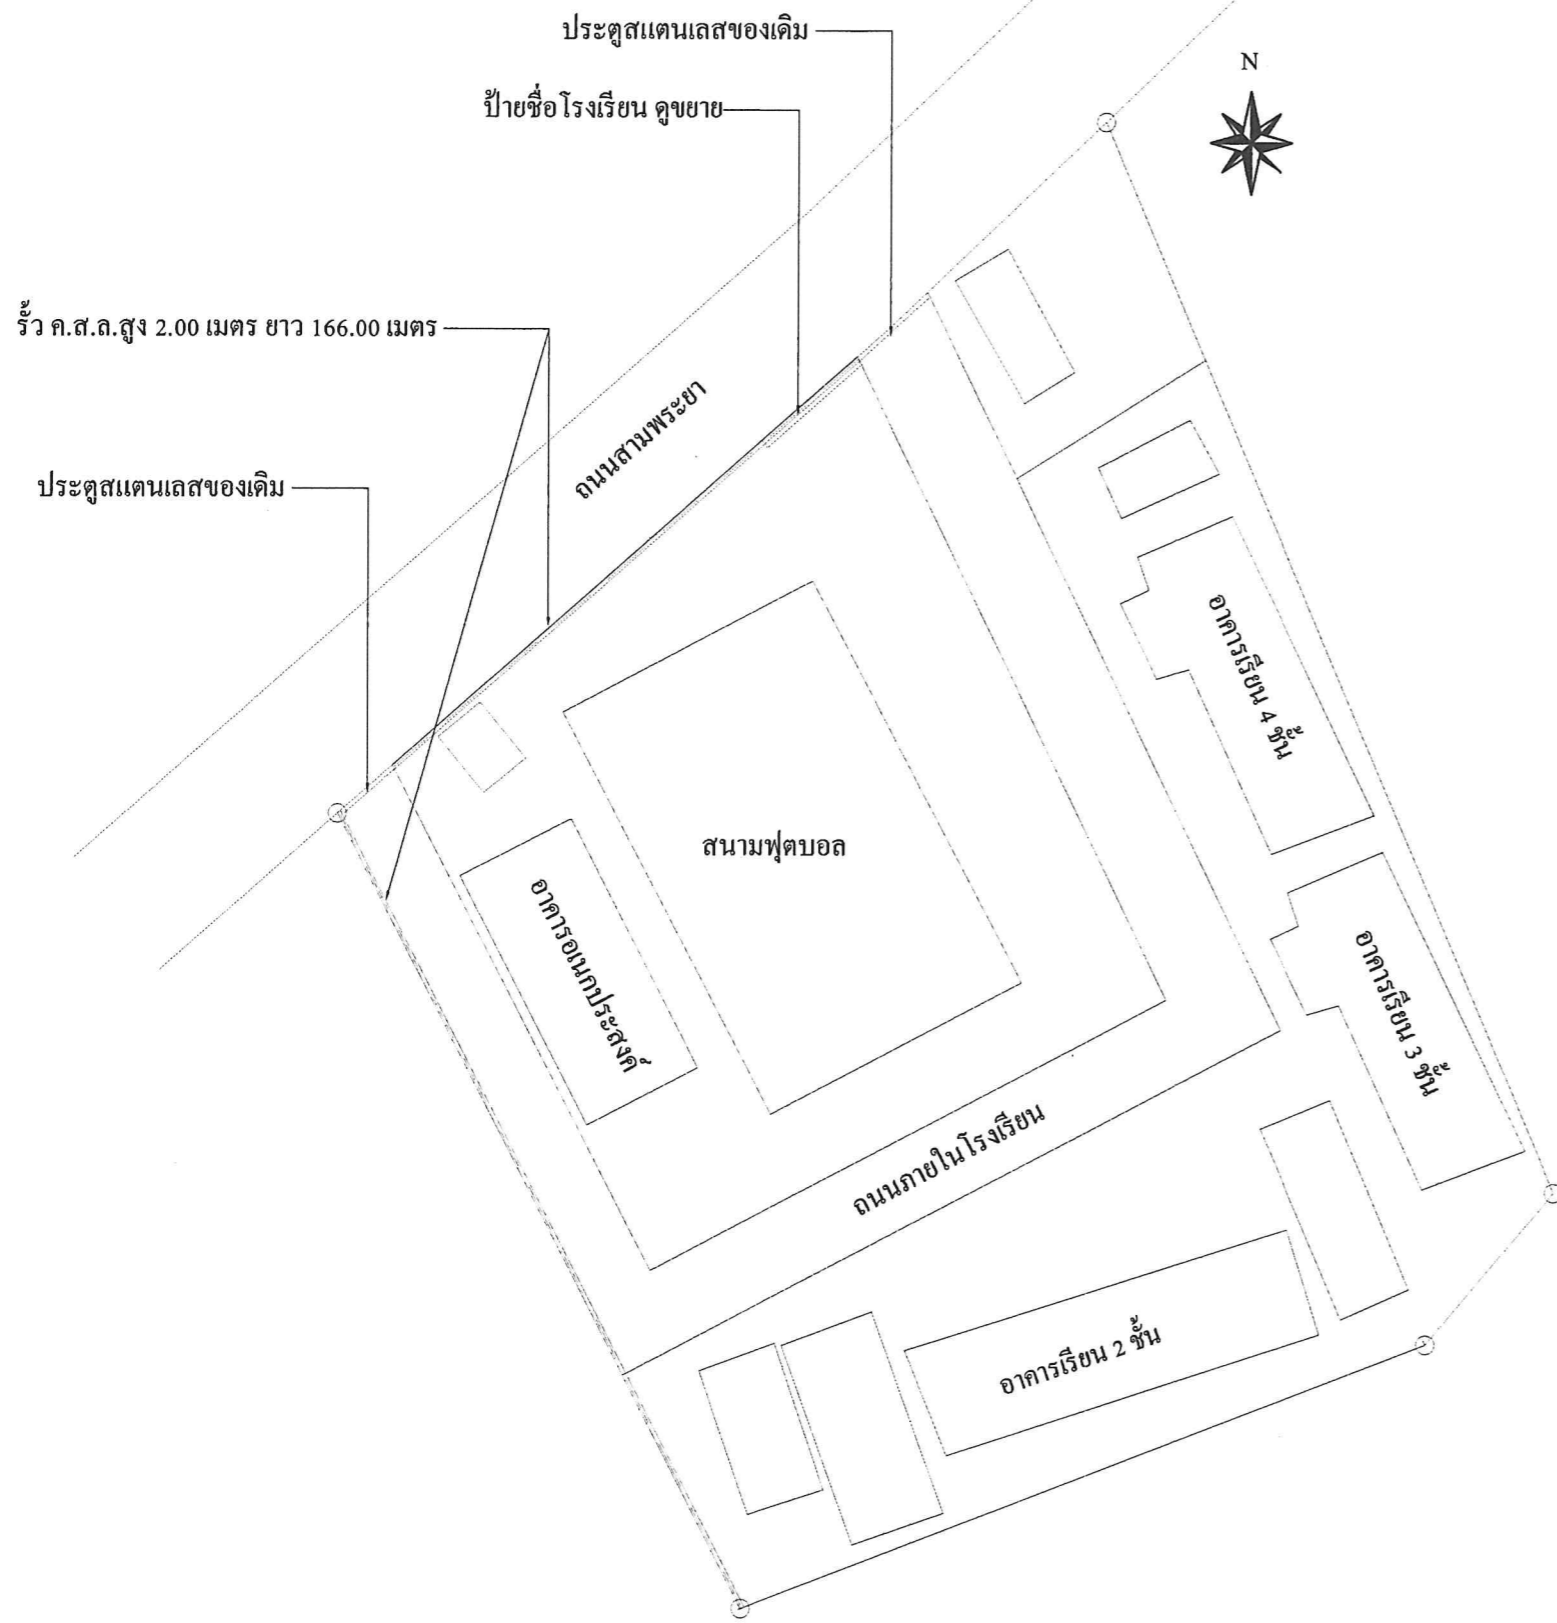 ประตูสแตนเลสของเดิม
N
ป้ายชื่อโรงเรียน ดูขยาย
รั้ว ค.ส.ล.สูง 2.00 เมตร ยาว 166.00 เมตร
ถนนสามพระยา
ประตูสแตนเลสของเดิม
อาคารเรียน 4 ชั้น
สนามฟุตบอล
อาคารอเนกประสงค์
อาคารเรียน 3 ชั้น
ถนนภายในโรงเรียน
อาคารเรียน 2 ชั้น